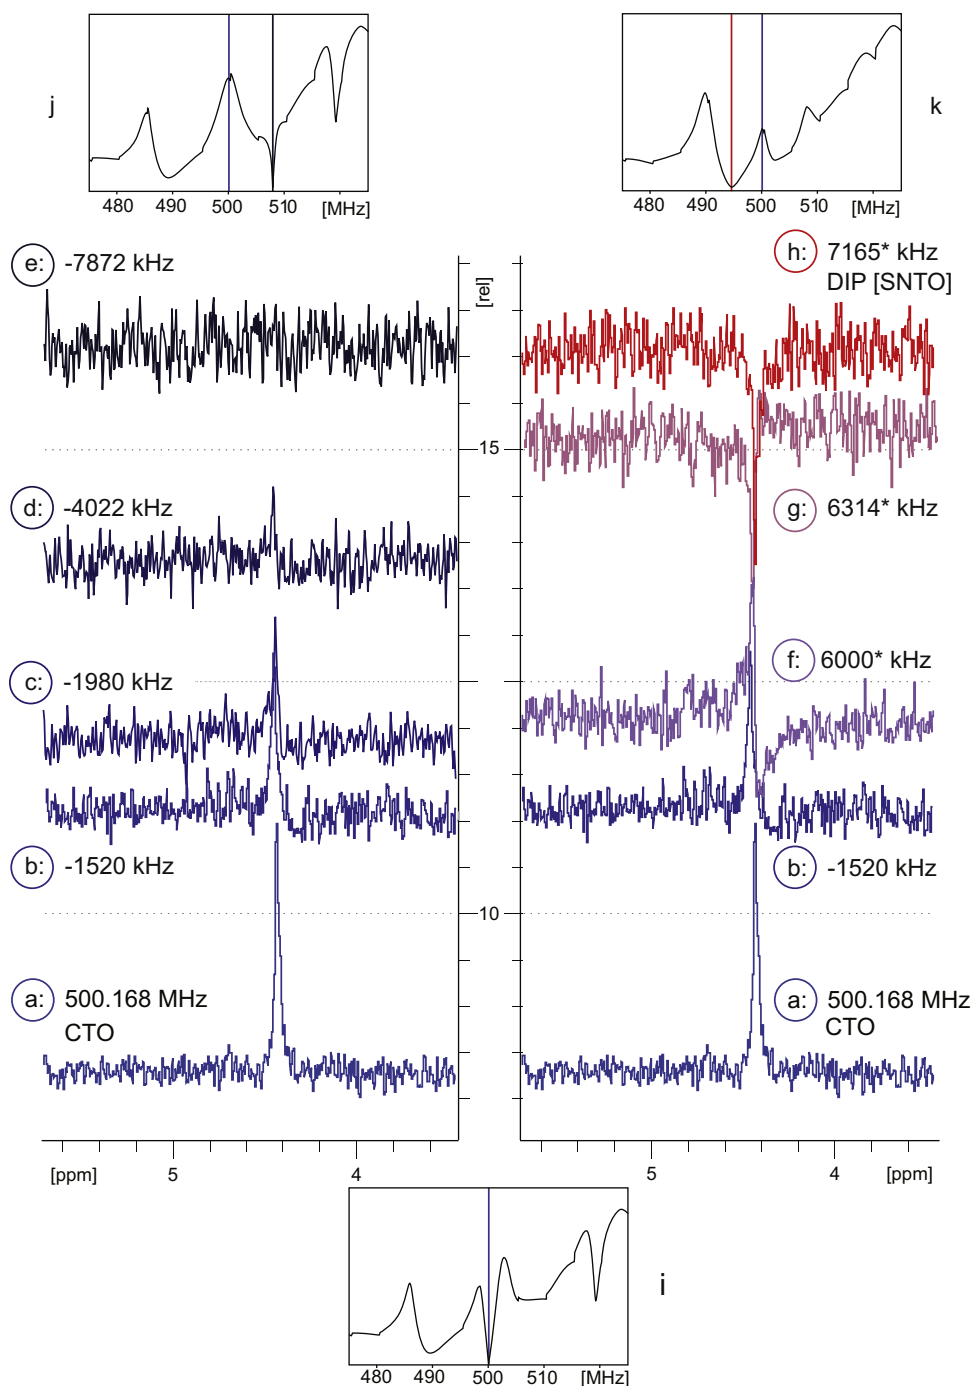 j
480 490 500 510 [MHz]
k
480 490 500 510 [MHz]
e: -7872 kHz
[rel]
h: 7165* kHz
DIP [SNTO]
15
d: -4022 kHz
g: 6314* kHz
c: -1980 kHz
f: 6000* kHz
b: -1520 kHz
b: -1520 kHz
10
a: 500.168 MHz
CTO
a: 500.168 MHz
CTO
[ppm] 5 4
5 4 [ppm]
i
480 490 500 510 [MHz]